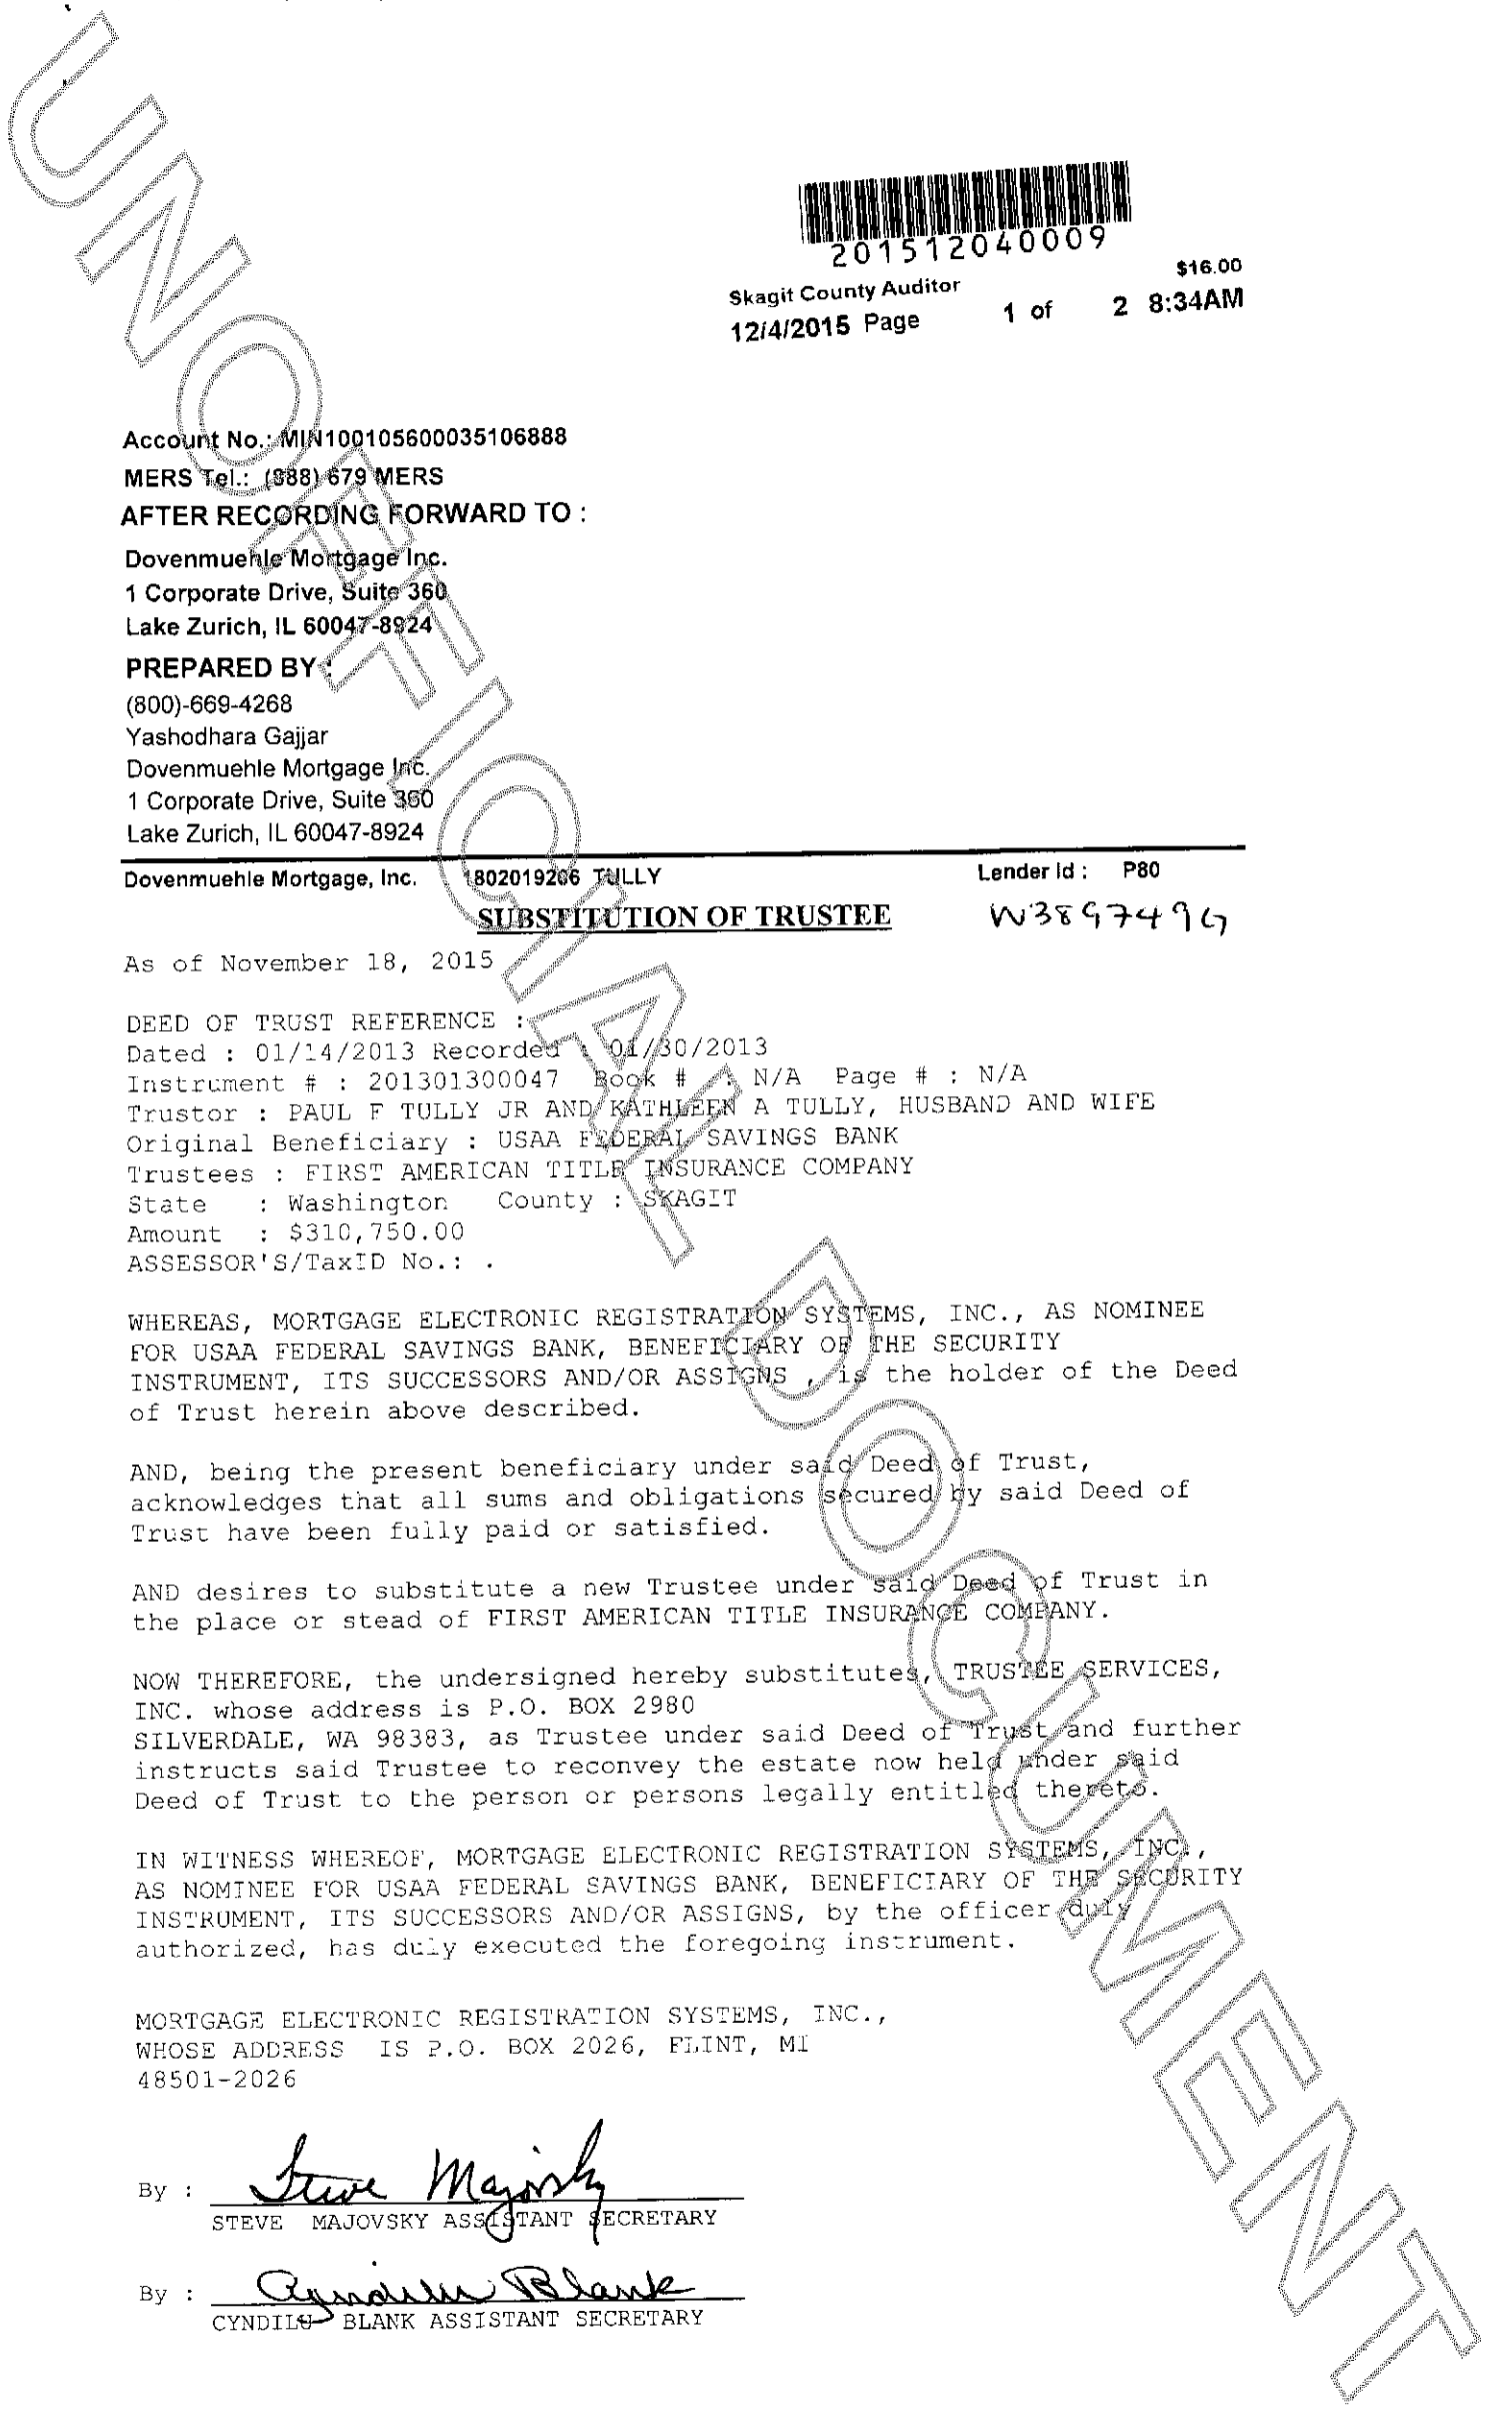 201512040009
Skagit County Auditor $16.00
12/4/2015 Page 1 of 2 8:34AM
Account No.: MIN100105600035106888
MERS Tel.: (888) 679 MERS
AFTER RECORDING FORWARD TO :
Dovenmuehle Mortgage Inc.
1 Corporate Drive, Suite 360
Lake Zurich, IL 60047-8924
PREPARED BY :
(800)-669-4268
Yashodhara Gajjar
Dovenmuehle Mortgage Inc.
1 Corporate Drive, Suite 360
Lake Zurich, IL 60047-8924
Dovenmuehle Mortgage, Inc. 1802019206 TULLY Lender Id : P80
SUBSTITUTION OF TRUSTEE
As of November 18, 2015
DEED OF TRUST REFERENCE :
Dated : 01/14/2013 Recorded : 01/30/2013
Instrument # : 201301300047 Book # : N/A Page # : N/A
Trustor : PAUL F TULLY JR AND KATHLEEN A TULLY, HUSBAND AND WIFE
Original Beneficiary : USAA FEDERAL SAVINGS BANK
Trustees : FIRST AMERICAN TITLE INSURANCE COMPANY
State : Washington County : SKAGIT
Amount : $310,750.00
ASSESSOR'S/TaxID No.: .
WHEREAS, MORTGAGE ELECTRONIC REGISTRATION SYSTEMS, INC., AS NOMINEE
FOR USAA FEDERAL SAVINGS BANK, BENEFICIARY OF THE SECURITY
INSTRUMENT, ITS SUCCESSORS AND/OR ASSIGNS , is the holder of the Deed
of Trust herein above described.
AND, being the present beneficiary under said Deed of Trust,
acknowledges that all sums and obligations secured by said Deed of
Trust have been fully paid or satisfied.
AND desires to substitute a new Trustee under said Deed of Trust in
the place or stead of FIRST AMERICAN TITLE INSURANCE COMPANY.
NOW THEREFORE, the undersigned hereby substitutes, TRUSTEE SERVICES,
INC. whose address is P.O. BOX 2980
SILVERDALE, WA 98383, as Trustee under said Deed of Trust and further
instructs said Trustee to reconvey the estate now held under said
Deed of Trust to the person or persons legally entitled thereto.
IN WITNESS WHEREOF, MORTGAGE ELECTRONIC REGISTRATION SYSTEMS, INC.,
AS NOMINEE FOR USAA FEDERAL SAVINGS BANK, BENEFICIARY OF THE SECURITY
INSTRUMENT, ITS SUCCESSORS AND/OR ASSIGNS, by the officer duly
authorized, has duly executed the foregoing instrument.
MORTGAGE ELECTRONIC REGISTRATION SYSTEMS, INC.,
WHOSE ADDRESS IS P.O. BOX 2026, FLINT, MI
48501-2026
By : Steve Majovsky
STEVE MAJOVSKY ASSISTANT SECRETARY
By : Cyndilu Blank
CYNDILU BLANK ASSISTANT SECRETARY
UNOFFICIAL DOCUMENT